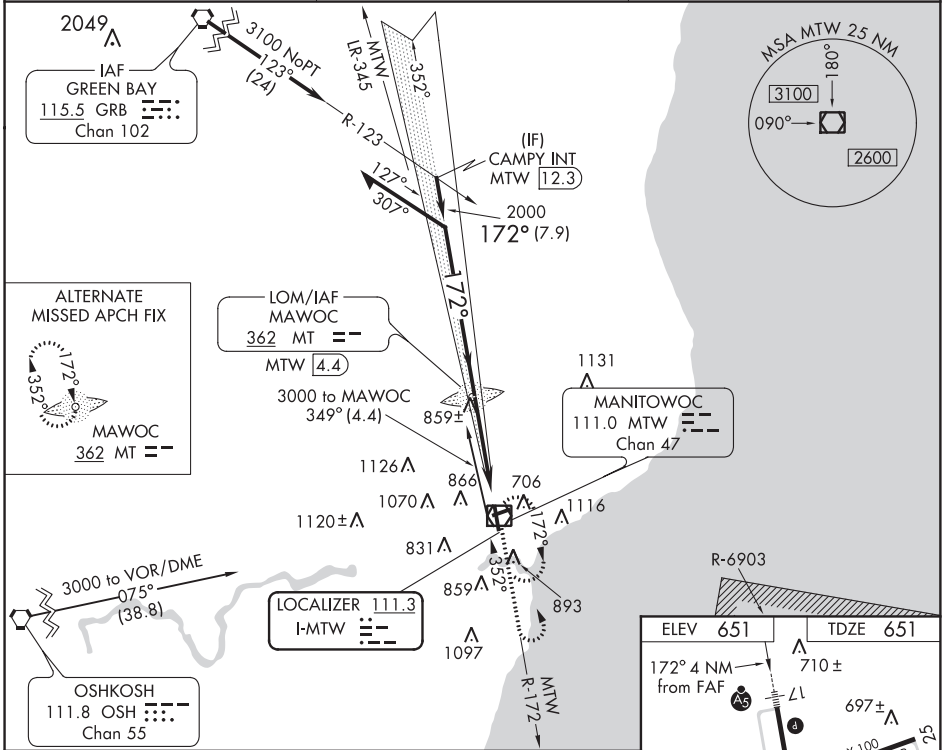 2049
IAF
GREEN BAY
115.5 GRB
Chan 102
3100 NoPT
123°
(24)
R-123
MTW
LR-345
352°
MSA MTW 25 NM
180°
3100
090°
2600
(IF)
CAMPY INT
MTW 12.3
127°
307°
2000
172° (7.9)
172°
ALTERNATE
MISSED APCH FIX
172°
352°
MAWOC
362 MT
LOM/IAF
MAWOC
362 MT
MTW 4.4
3000 to MAWOC
349° (4.4)
859±
1131
MANITOWOC
111.0 MTW
Chan 47
1126
866
706
1070
1116
1120±
172°
831
352°
859
893
3000 to VOR/DME
075°
(38.8)
LOCALIZER 111.3
I-MTW
1097
MTW
R-172
OSHKOSH
111.8 OSH
Chan 55
R-6903
ELEV 651
TDZE 651
172° 4 NM
from FAF
710 ±
A5
17
P
697±
X 100
25